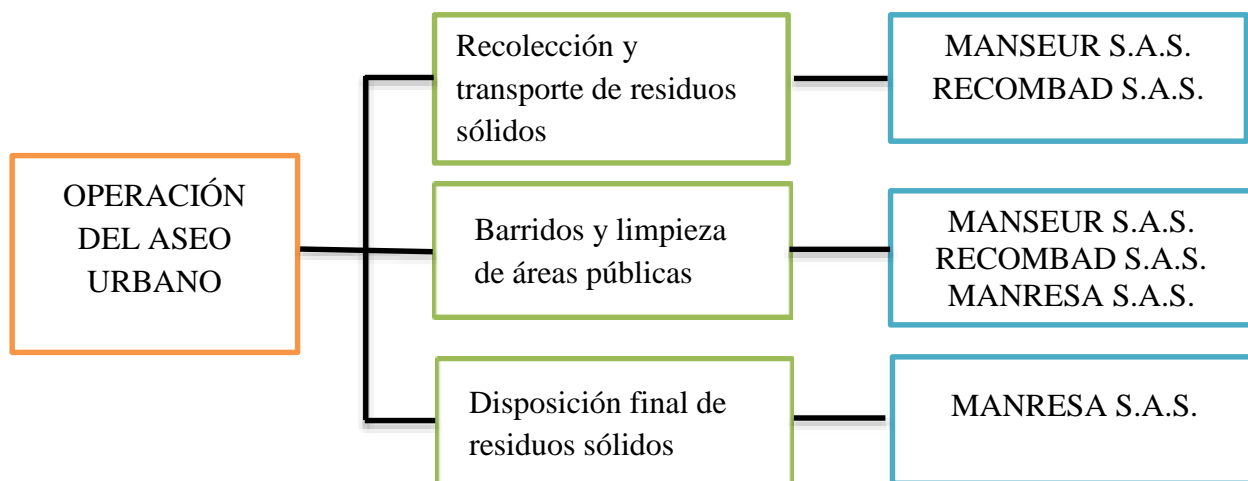 OPERACIÓN
DEL ASEO
URBANO
Recolección y
transporte de residuos
sólidos
MANSEUR S.A.S.
RECOMBAD S.A.S.
Barridos y limpieza
de áreas públicas
MANSEUR S.A.S.
RECOMBAD S.A.S.
MANRESA S.A.S.
Disposición final de
residuos sólidos
MANRESA S.A.S.